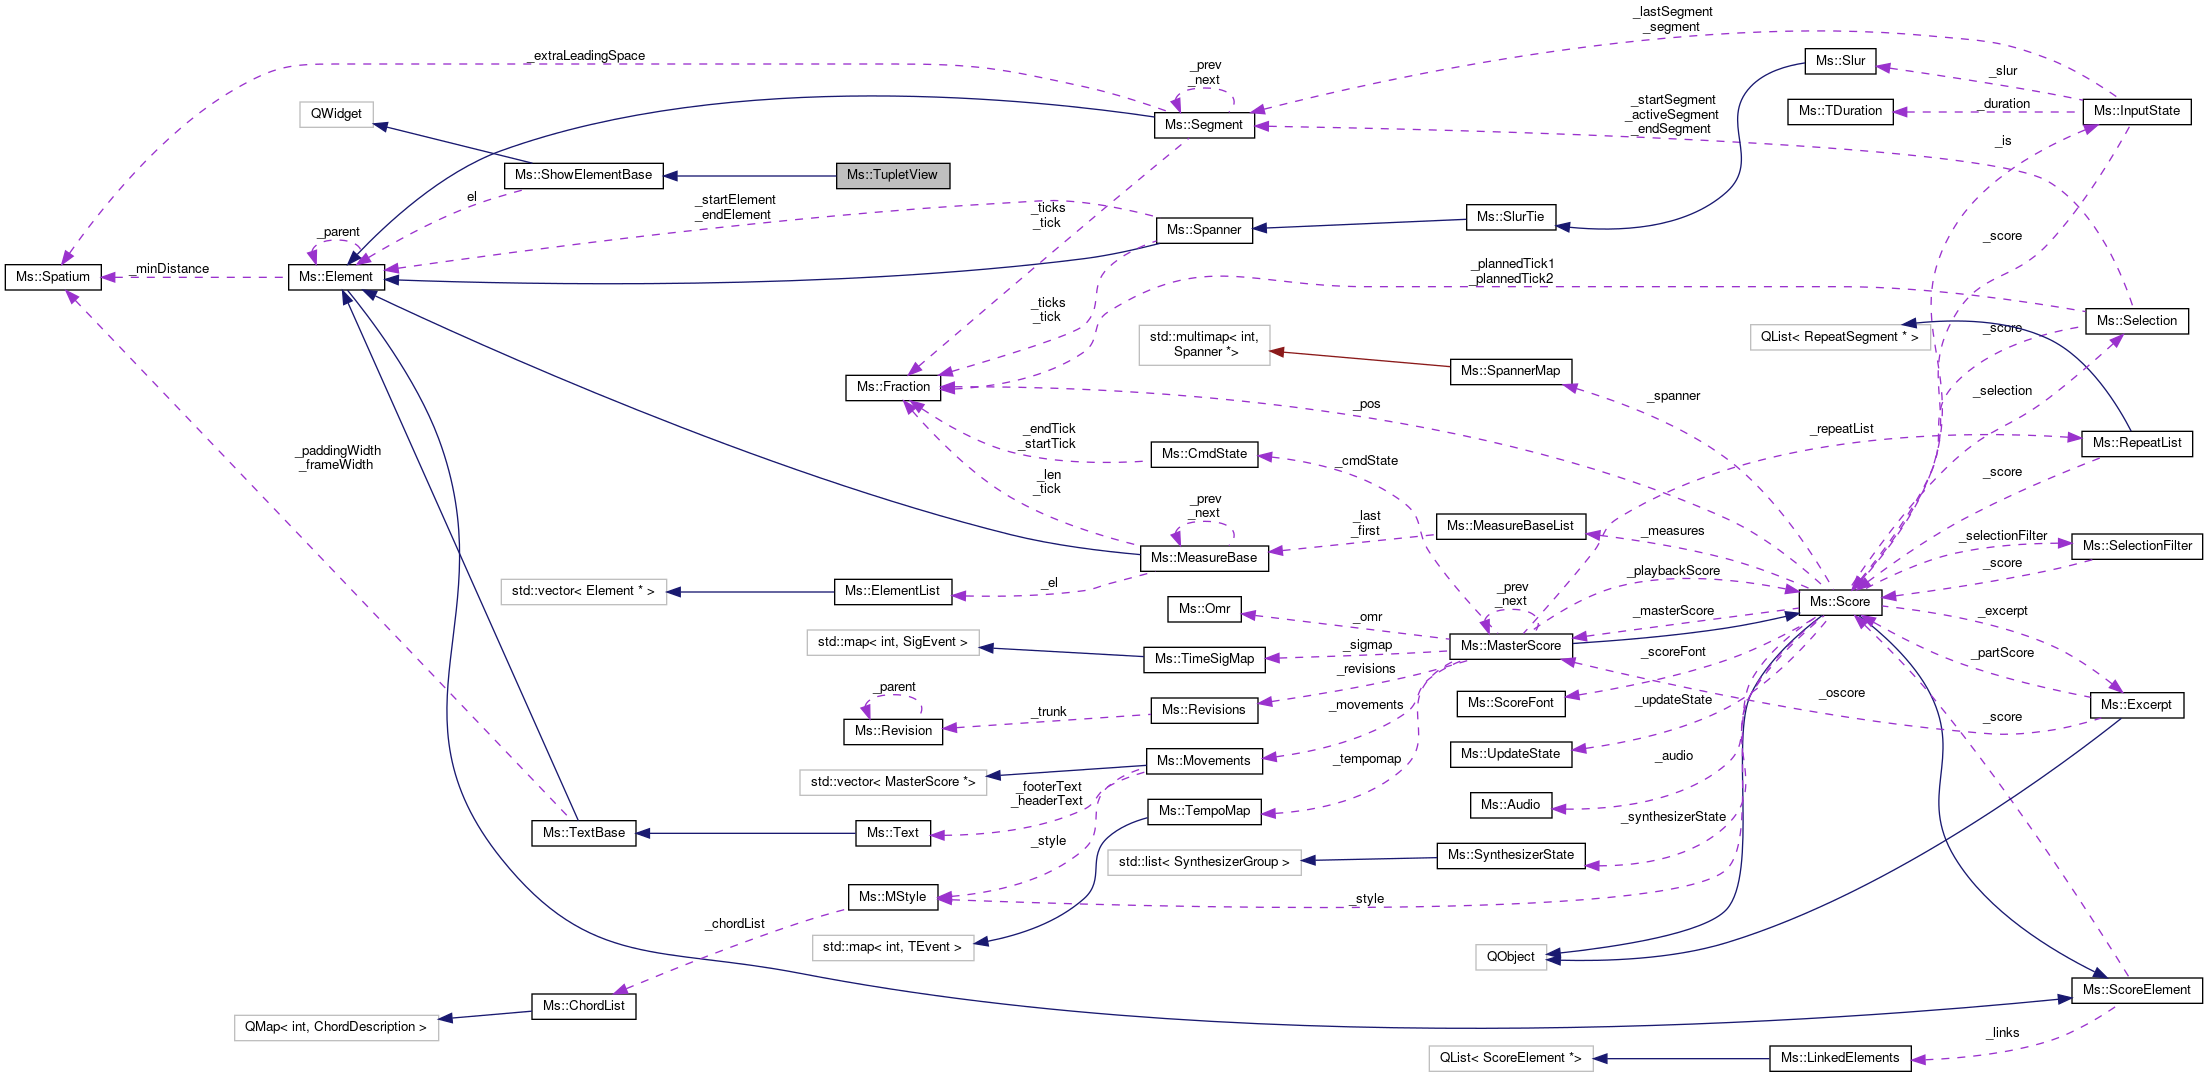 _lastSegment
_segment
_extraLeadingSpace
Ms::Slur
_prev
_next
_slur
QWidget
_startSegment
_activeSegment
_endSegment
Ms::TDuration
_duration
Ms::InputState
Ms::Segment
_is
Ms::ShowElementBase
Ms::TupletView
el
_startElement
_endElement
_ticks
_tick
Ms::SlurTie
_parent
Ms::Spanner
_score
Ms::Spatium
_minDistance
Ms::Element
_plannedTick1
_plannedTick2
_ticks
_tick
std::multimap< int,
Spanner *>
QList< RepeatSegment * >
_score
Ms::Selection
Ms::Fraction
Ms::SpannerMap
_pos
_spanner
_selection
_endTick
_startTick
_repeatList
Ms::RepeatList
_paddingWidth
_frameWidth
Ms::CmdState
_cmdState
_len
_tick
_score
_prev
_next
_last
_first
Ms::MeasureBaseList
_measures
_selectionFilter
Ms::SelectionFilter
Ms::MeasureBase
_score
_playbackScore
std::vector< Element * >
Ms::ElementList
_el
_prev
_next
Ms::Score
Ms::Omr
_omr
_masterScore
_excerpt
std::map< int, SigEvent >
Ms::TimeSigMap
_sigmap
Ms::MasterScore
_scoreFont
_partScore
_revisions
_parent
_oscore
Ms::Excerpt
Ms::Revision
_trunk
Ms::Revisions
_movements
Ms::ScoreFont
_updateState
_score
std::vector< MasterScore *>
Ms::Movements
_tempomap
Ms::UpdateState
_audio
_footerText
_headerText
Ms::Audio
Ms::TextBase
Ms::Text
Ms::TempoMap
_synthesizerState
_style
std::list< SynthesizerGroup >
Ms::SynthesizerState
Ms::MStyle
_style
_chordList
std::map< int, TEvent >
QObject
Ms::ScoreElement
Ms::ChordList
QMap< int, ChordDescription >
_links
QList< ScoreElement *>
Ms::LinkedElements